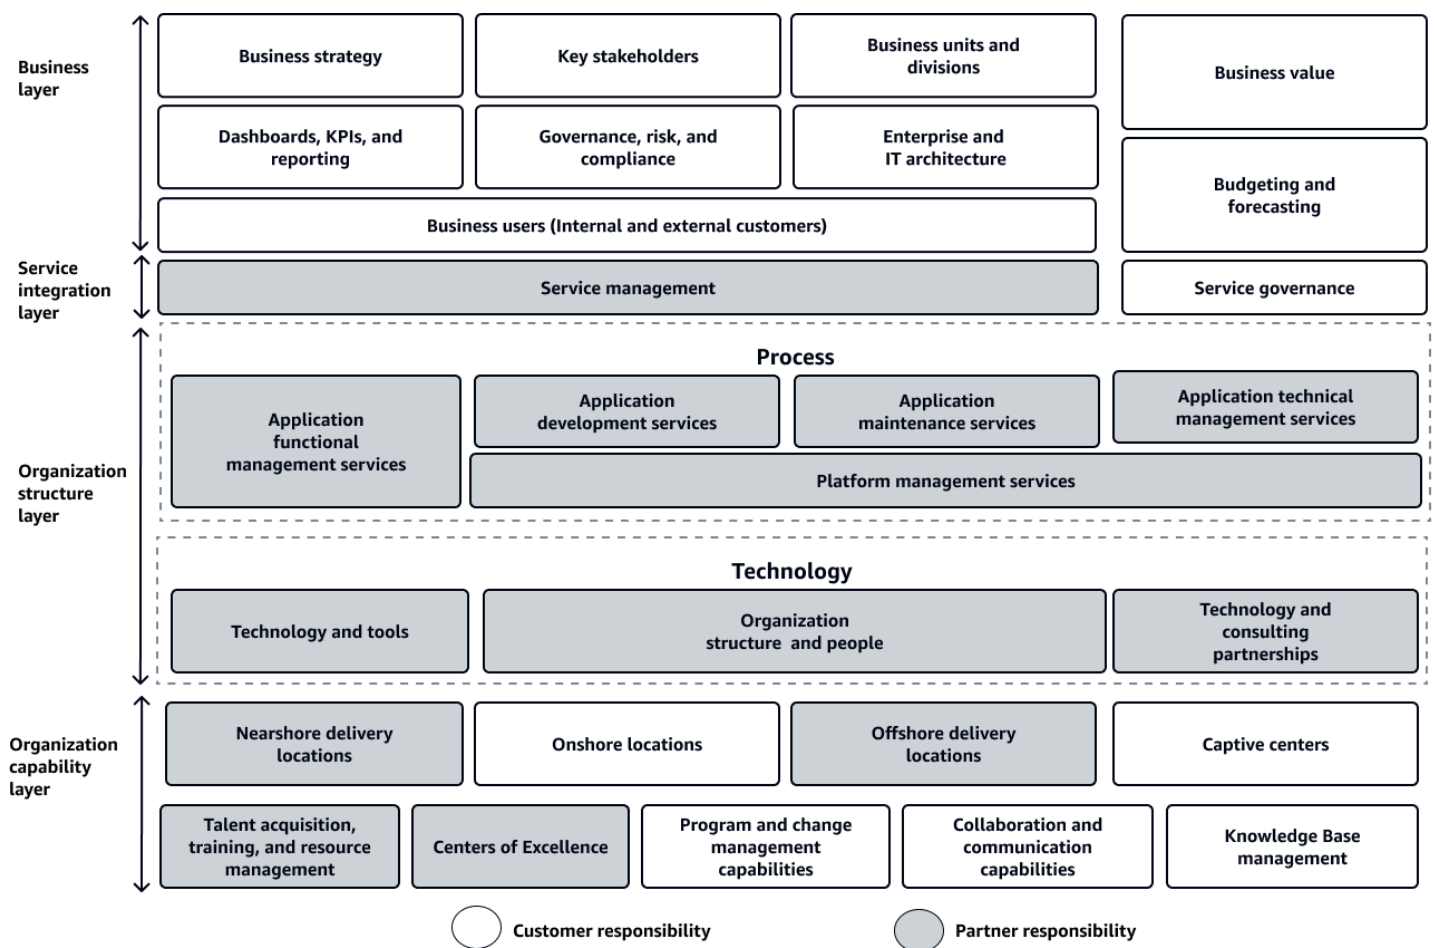 Business
layer
Business strategy
Key stakeholders
Business units and
divisions
Business value
Dashboards, KPIs, and
reporting
Governance, risk, and
compliance
Enterprise and
IT architecture
Budgeting and
forecasting
Business users (Internal and external customers)
Service
integration
layer
Service management
Service governance
Organization
structure
layer
Process
Application
functional
management services
Application
development services
Application
maintenance services
Application technical
management services
Platform management services
Technology
Technology and tools
Organization
structure and people
Technology and
consulting
partnerships
Organization
capability
layer
Nearshore delivery
locations
Onshore locations
Offshore delivery
locations
Captive centers
Talent acquisition,
training, and resource
management
Centers of Excellence
Program and change
management
capabilities
Collaboration and
communication
capabilities
Knowledge Base
management
Customer responsibility
Partner responsibility